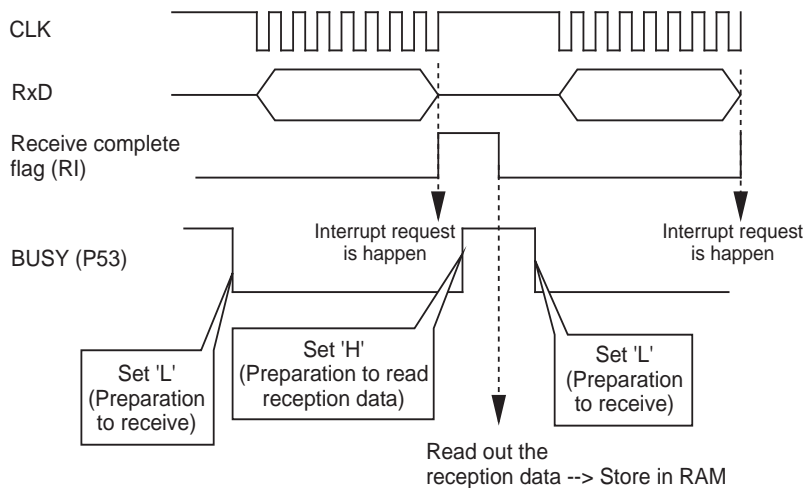 CLK
RxD
Receive complete
flag (RI)
Interrupt request
is happen
Interrupt request
is happen
BUSY (P53)
Set 'L'
(Preparation
to receive)
Set 'H'
(Preparation to read
reception data)
Set 'L'
(Preparation
to receive)
Read out the
reception data --> Store in RAM